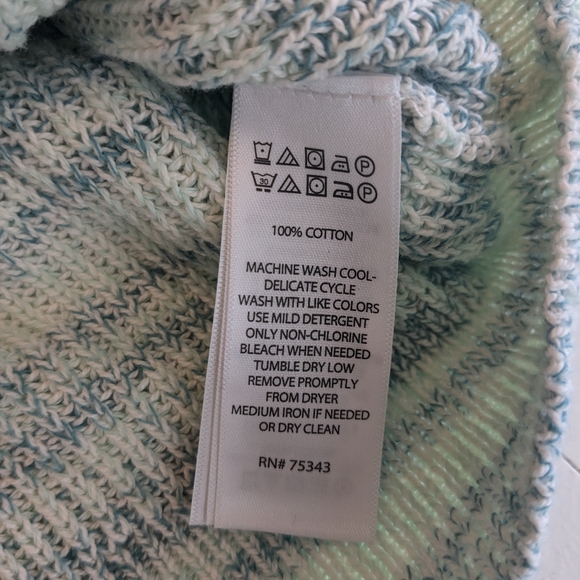 P
30 P
100% COTTON
MACHINE WASH COOL-
DELICATE CYCLE
WASH WITH LIKE COLORS
USE MILD DETERGENT
ONLY NON-CHLORINE
BLEACH WHEN NEEDED
TUMBLE DRY LOW
REMOVE PROMPTLY
FROM DRYER
MEDIUM IRON IF NEEDED
OR DRY CLEAN
RN# 75343